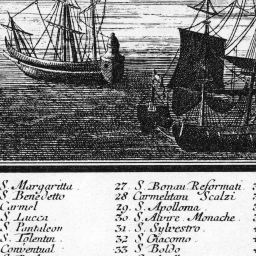 S. Margaritta. 27. S. Bonau Reformati.
S. Benedetto 28 Carmelitani Scalzi
Carmel 29. S. Apollonia.
S. Lucca 30. S. Alvire Monache.
S. Pantaleon 31. S. Sylvestro.
S. Tolentin. 32. S. Giacomo.
Conventual. 33. S. Boldo